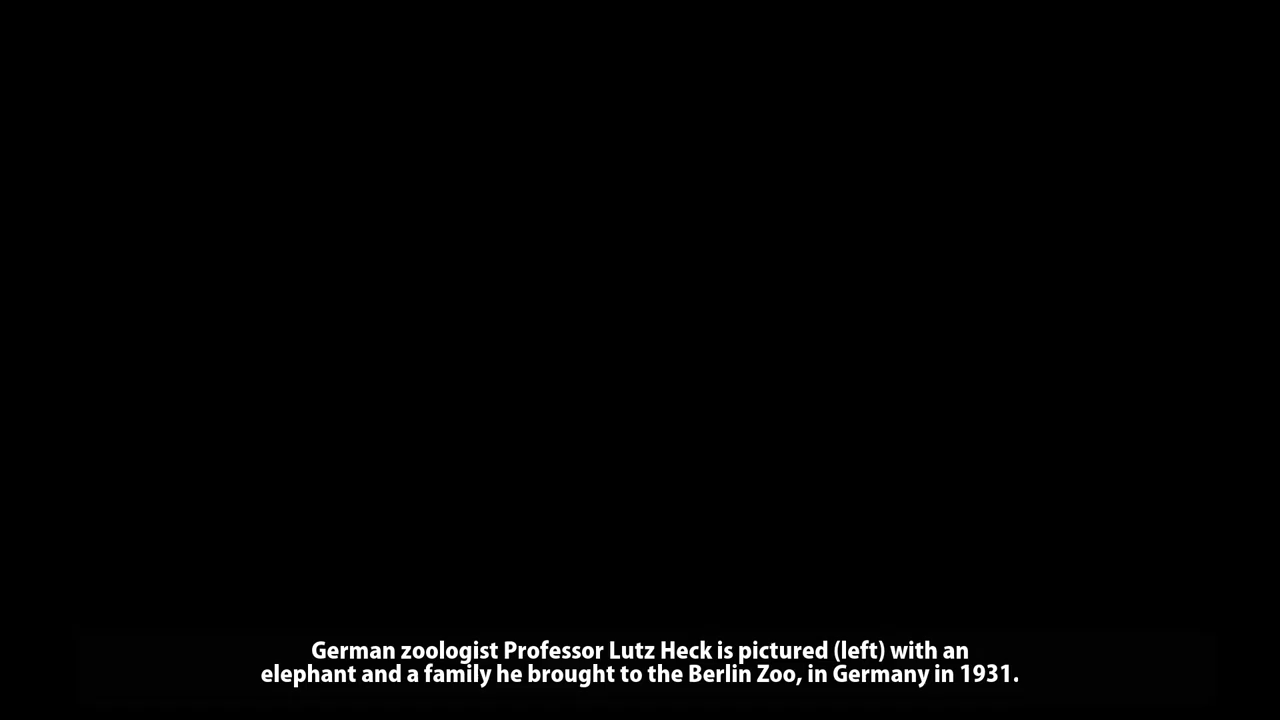 German zoologist Professor Lutz Heck is pictured (left) with an
elephant and a family he brought to the Berlin Zoo, in Germany in 1931.